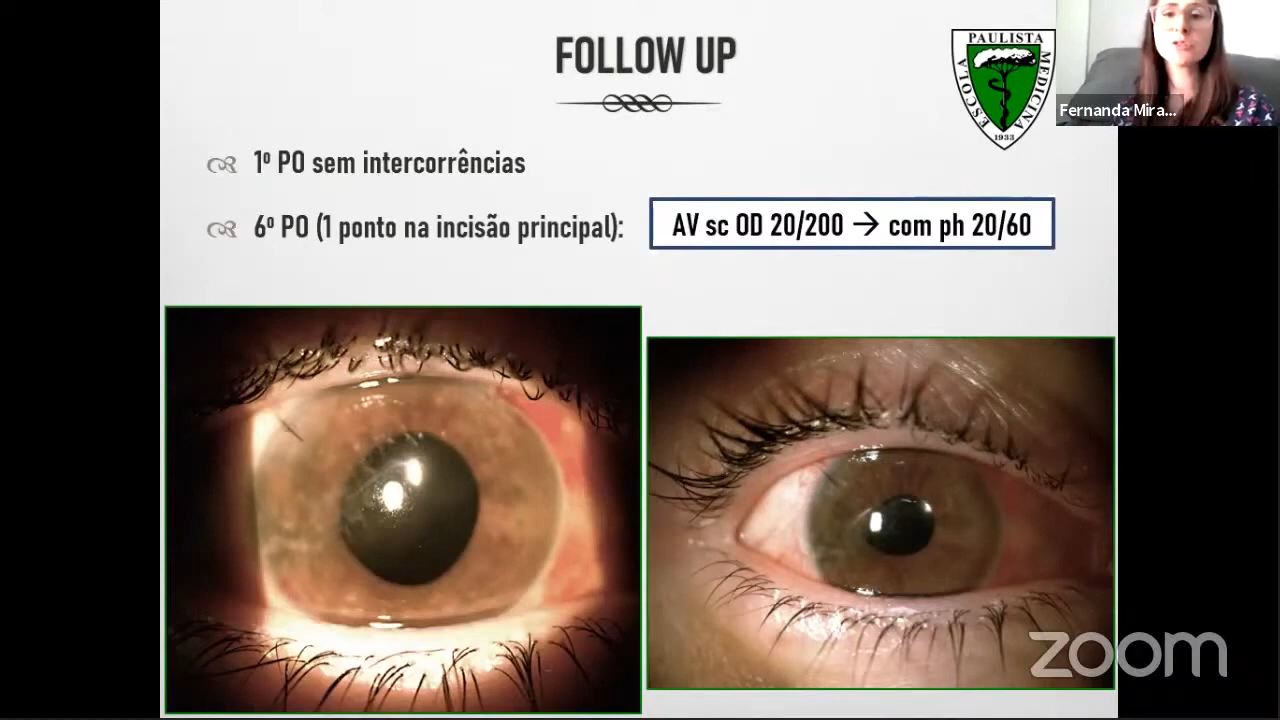 FOLLOW UP
PAULISTA
ESCOLA
MEDICINA
1933
Fernanda Mira...
1º PO sem intercorrências
6º PO (1 ponto na incisão principal):
AV sc OD 20/200 → com ph 20/60
zoom